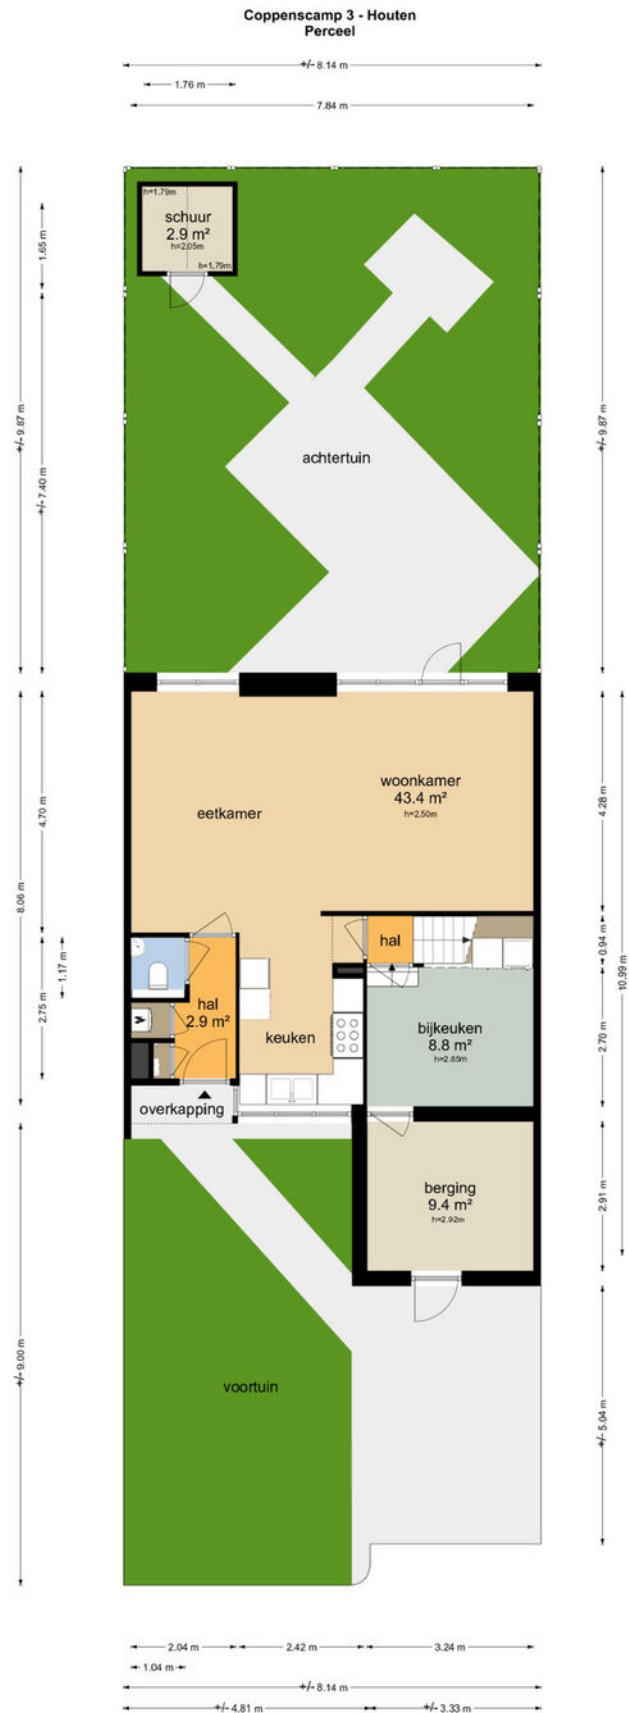 Coppenscamp 3 - Houten
Perceel
+/- 8.14 m
1.76 m
7.84 m
h=1.79m
schuur
2.9 m²
h=2.05m
h=1.79m
1.65 m
+/- 9.87 m
+/- 7.40 m
+/- 9.87 m
achtertuin
woonkamer
43.4 m²
h=2.50m
eetkamer
4.70 m
8.06 m
4.28 m
10.99 m
hal
0.94 m
1.17 m
2.75 m
hal
2.9 m²
keuken
bijkeuken
8.8 m²
h=2.85m
2.70 m
overkapping
berging
9.4 m²
h=2.92m
2.91 m
+/- 9.00 m
voortuin
+/- 5.04 m
2.04 m
2.42 m
3.24 m
1.04 m
+/- 8.14 m
+/- 4.81 m
+/- 3.33 m